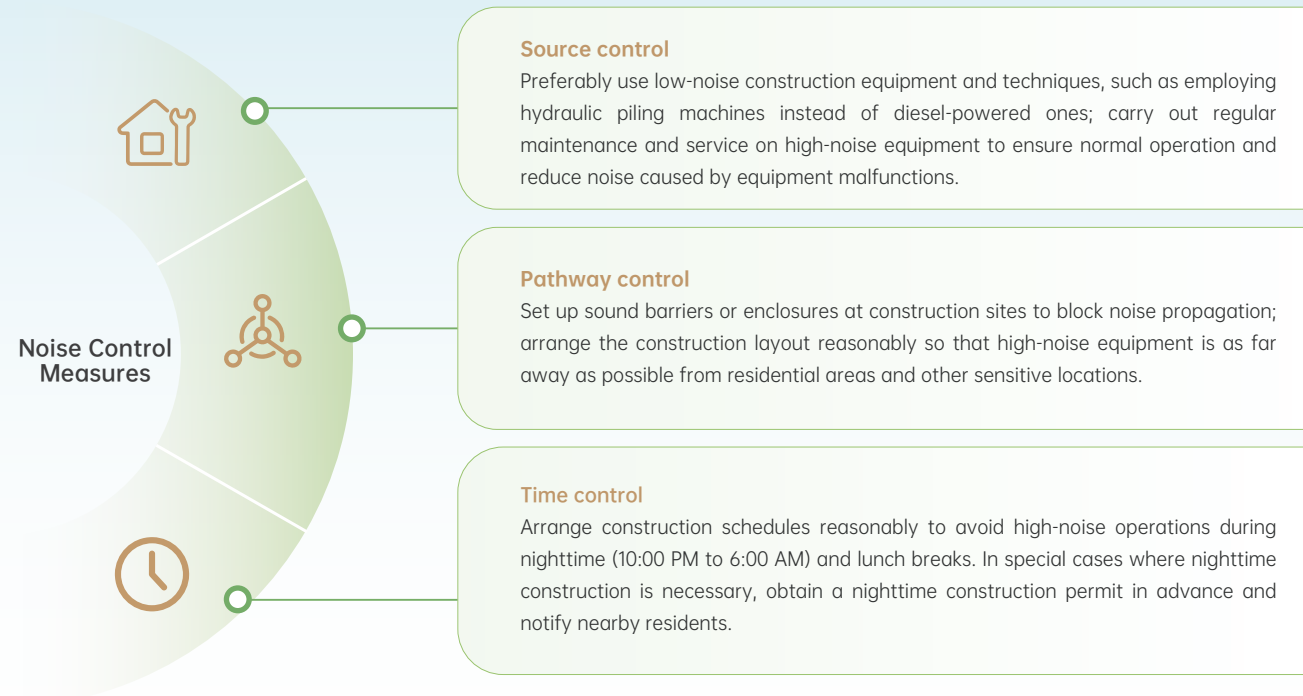 Noise Control
Measures
Source control
Preferably use low-noise construction equipment and techniques, such as employing
hydraulic piling machines instead of diesel-powered ones; carry out regular
maintenance and service on high-noise equipment to ensure normal operation and
reduce noise caused by equipment malfunctions.
Pathway control
Set up sound barriers or enclosures at construction sites to block noise propagation;
arrange the construction layout reasonably so that high-noise equipment is as far
away as possible from residential areas and other sensitive locations.
Time control
Arrange construction schedules reasonably to avoid high-noise operations during
nighttime (10:00 PM to 6:00 AM) and lunch breaks. In special cases where nighttime
construction is necessary, obtain a nighttime construction permit in advance and
notify nearby residents.